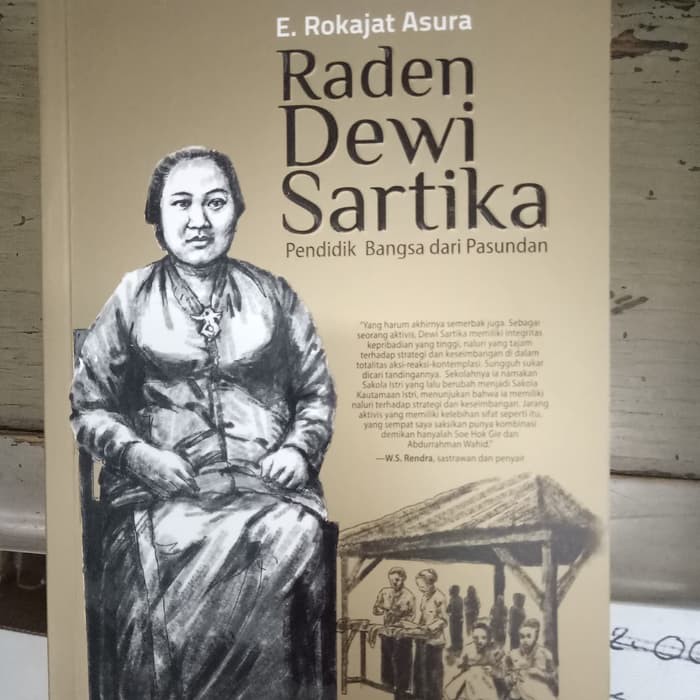 E. Rokajat Asura
Raden
Dewi
Sartika
Pendidik Bangsa dari Pasundan
"Yang harum akhirnya semerbak juga. Sebagai
seorang aktivis, Dewi Sartika memiliki integritas
kepribadian yang tinggi, naluri yang tajam
terhadap strategi dan keseimbangan di dalam
totalitas aksi-reaksi-kontemplasi. Sungguh sukar
dicari tandingannya. Sekolahnya ia namakan
Sakola Istri yang lalu berubah menjadi Sakola
Kautamaan Istri, menunjukan bahwa ia memiliki
naluri terhadap strategi dan keseimbangan. Jarang
aktivis yang memiliki kelebihan sifat seperti itu,
yang sempat saya saksikan punya kombinasi
demikian hanyalah Soe Hok Gie dan
Abdurrahman Wahid."
—W.S. Rendra, sastrawan dan penyair